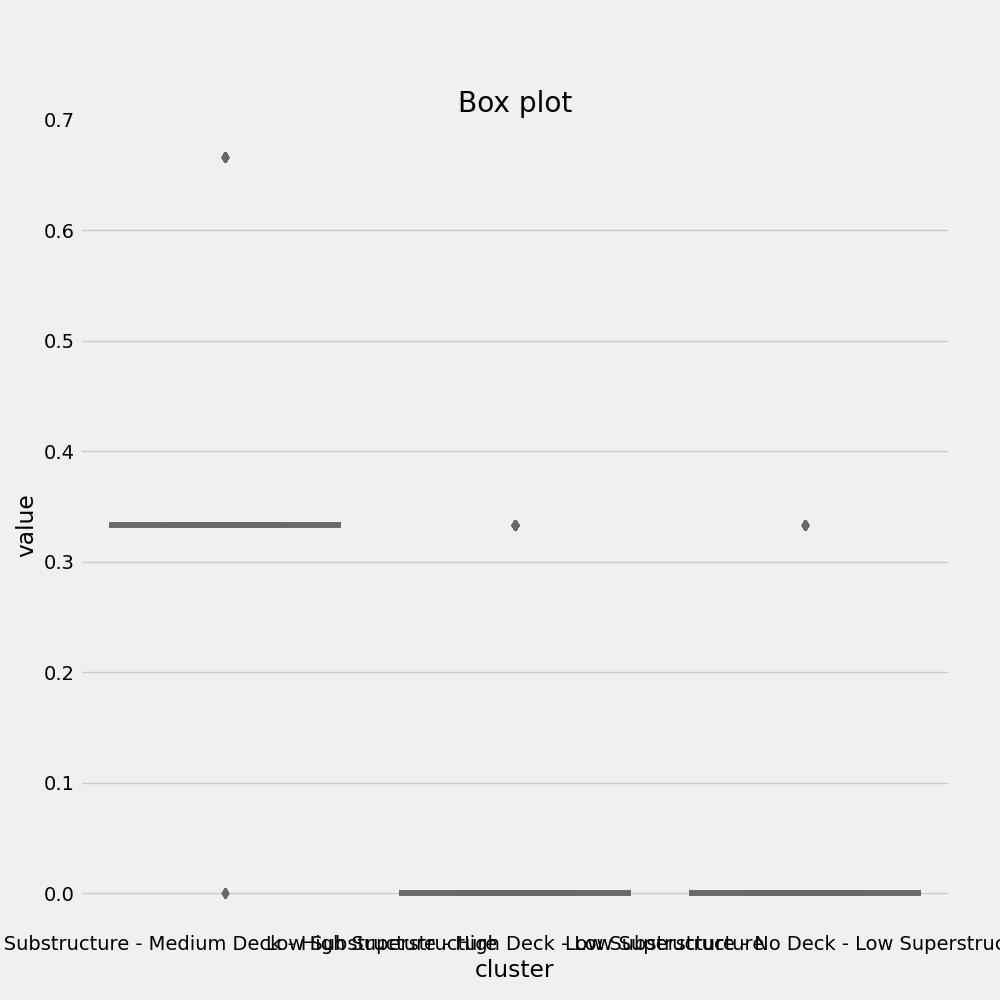 Box plot
0.7
0.6
0.5
0.4
0.3
0.2
0.1
0.0
value
Substructure - Medium Deck - High Superstructure
Low Substructure - High Deck - Low Superstructure
Low Substructure - No Deck - Low Superstruc
cluster